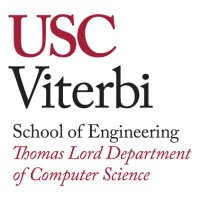 USC
Viterbi
School of Engineering
Thomas Lord Department
of Computer Science